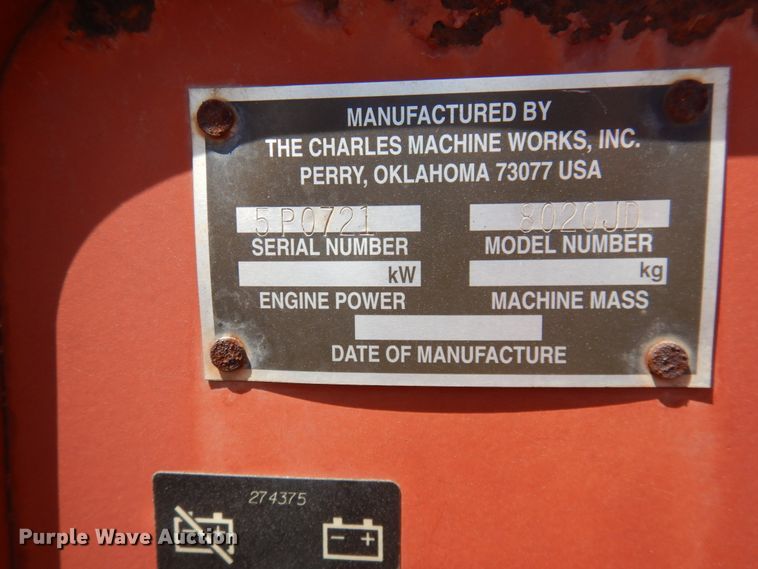 MANUFACTURED BY
THE CHARLES MACHINE WORKS, INC.
PERRY, OKLAHOMA 73077 USA
5P0721 8020JD
SERIAL NUMBER MODEL NUMBER
kW kg
ENGINE POWER MACHINE MASS
DATE OF MANUFACTURE
274375
Purple Wave Auction